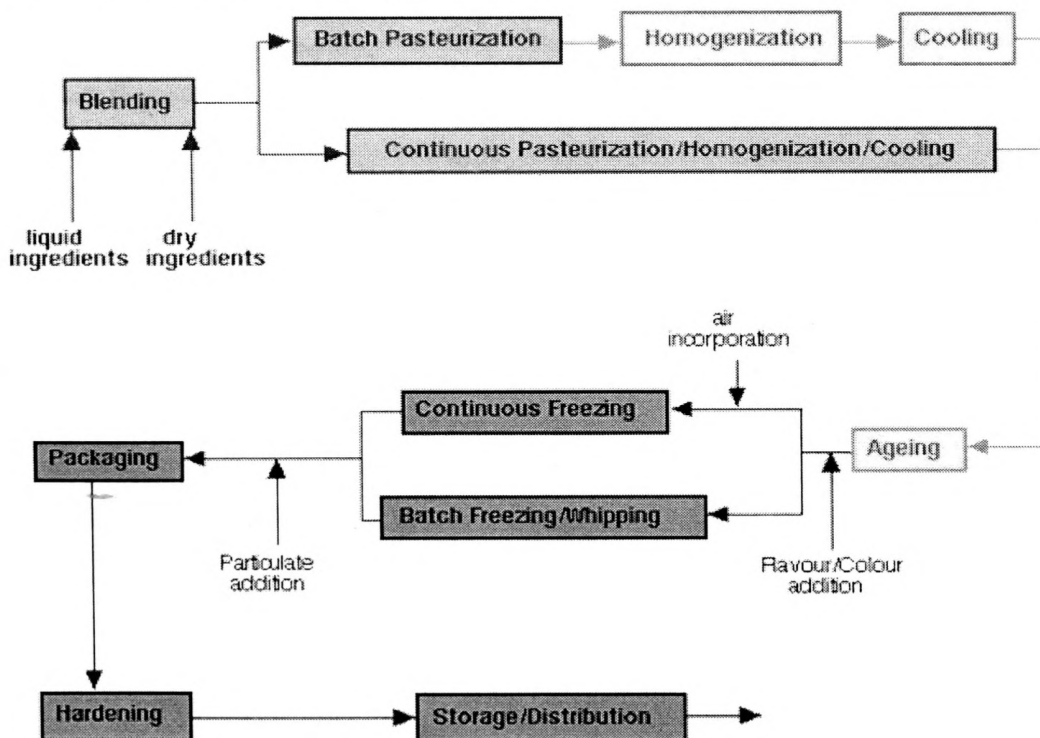 Batch Pasteurization
Homogenization
Cooling
Blending
Continuous Pasteurization/Homogenization/Cooling
liquid
ingredients
dry
ingredients
air
incorporation
Continuous Freezing
Packaging
Ageing
Batch Freezing/Whipping
Particulate
addition
Flavour/Colour
addition
Hardening
Storage/Distribution